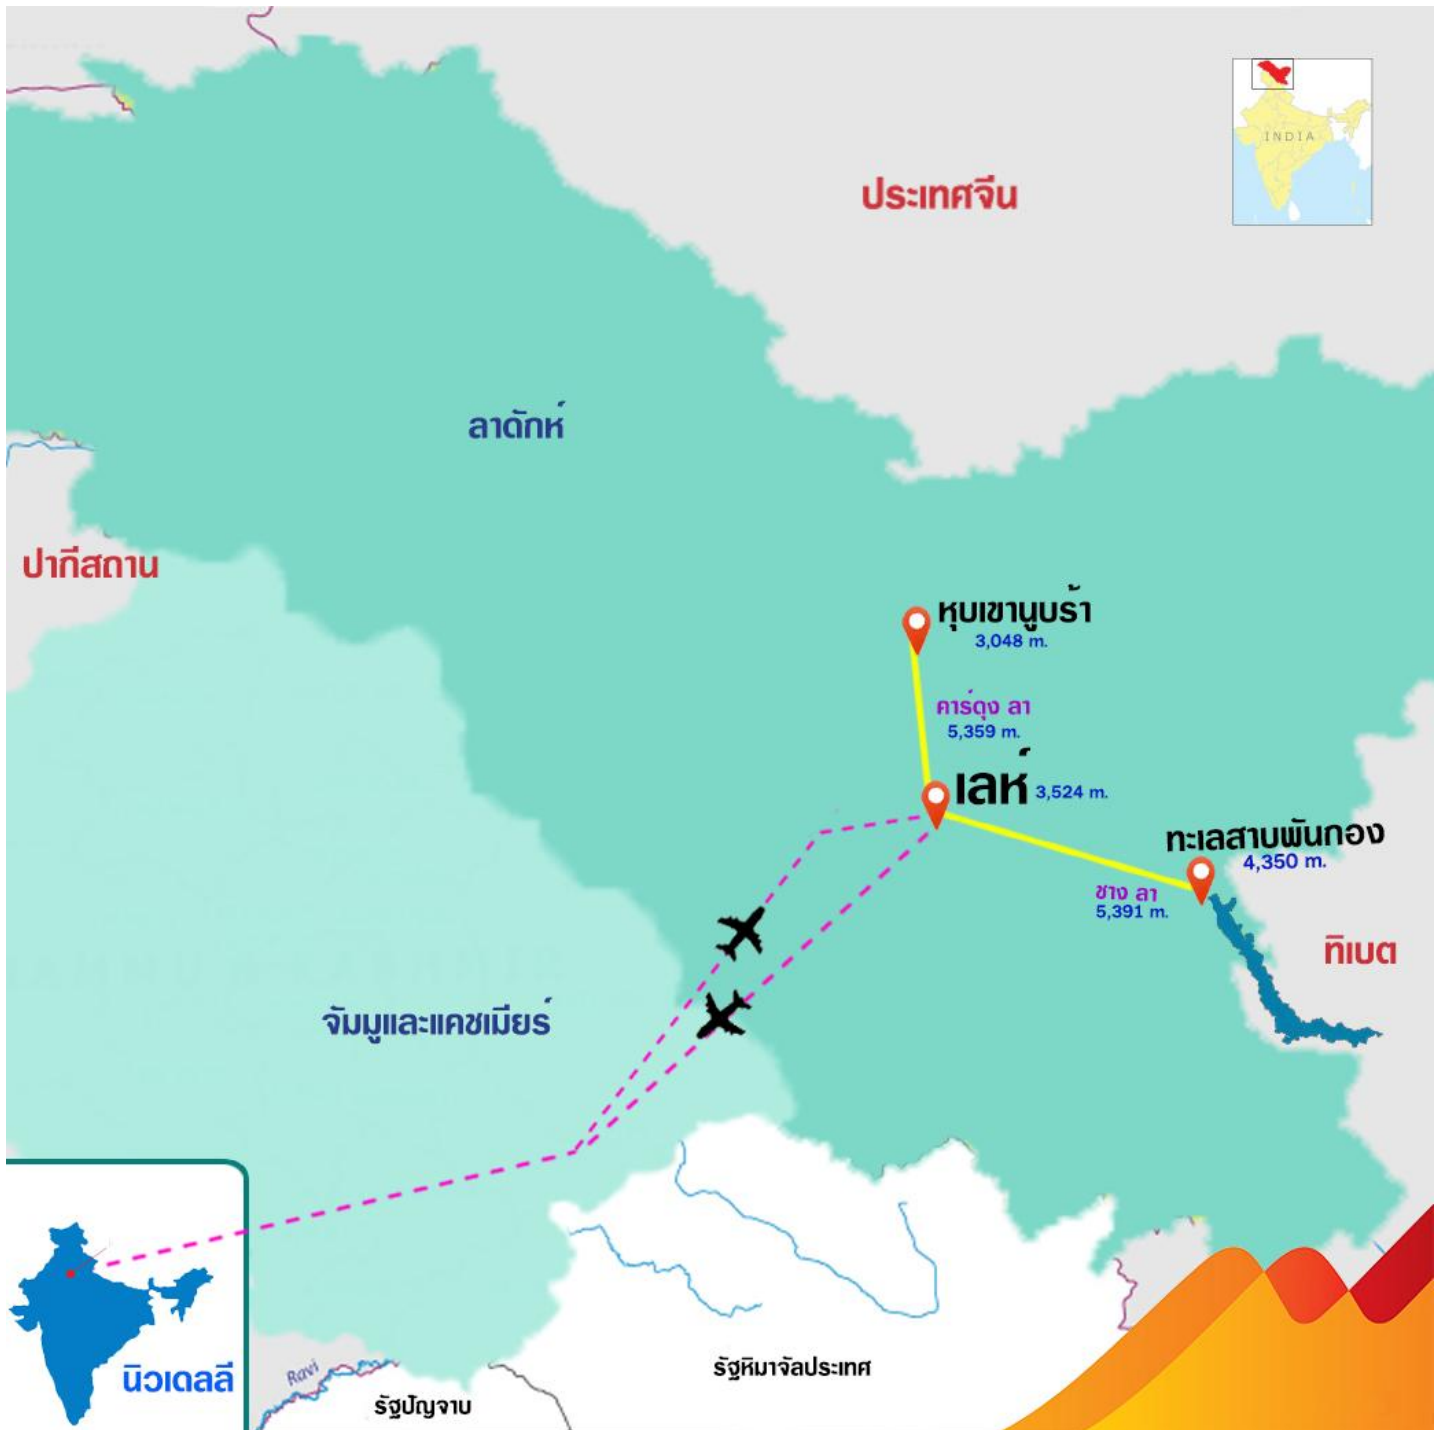 INDIA
ประเทศจีน
ลาดักห์
ปากีสถาน
หุบเขานูบร้า
3,048 m.
คาร์ดุง ลา
5,359 m.
เลห์ 3,524 m.
ทะเลสาบพันกอง
4,350 m.
ชาง ลา
5,391 m.
ทิเบต
จัมมูและแคชเมียร์
นิวเดลลี
Ravi
รัฐปัญจาบ
รัฐหิมาจัลประเทศ